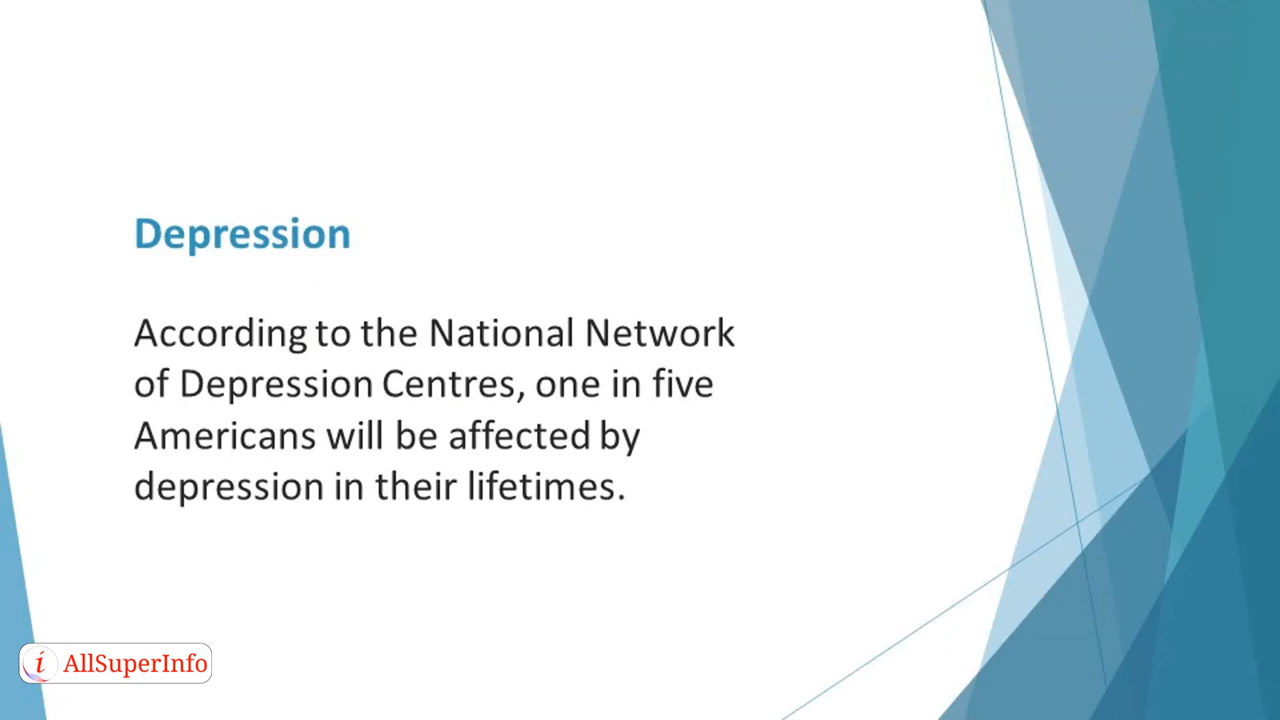 Depression
According to the National Network
of Depression Centres, one in five
Americans will be affected by
depression in their lifetimes.
i AllSuperInfo